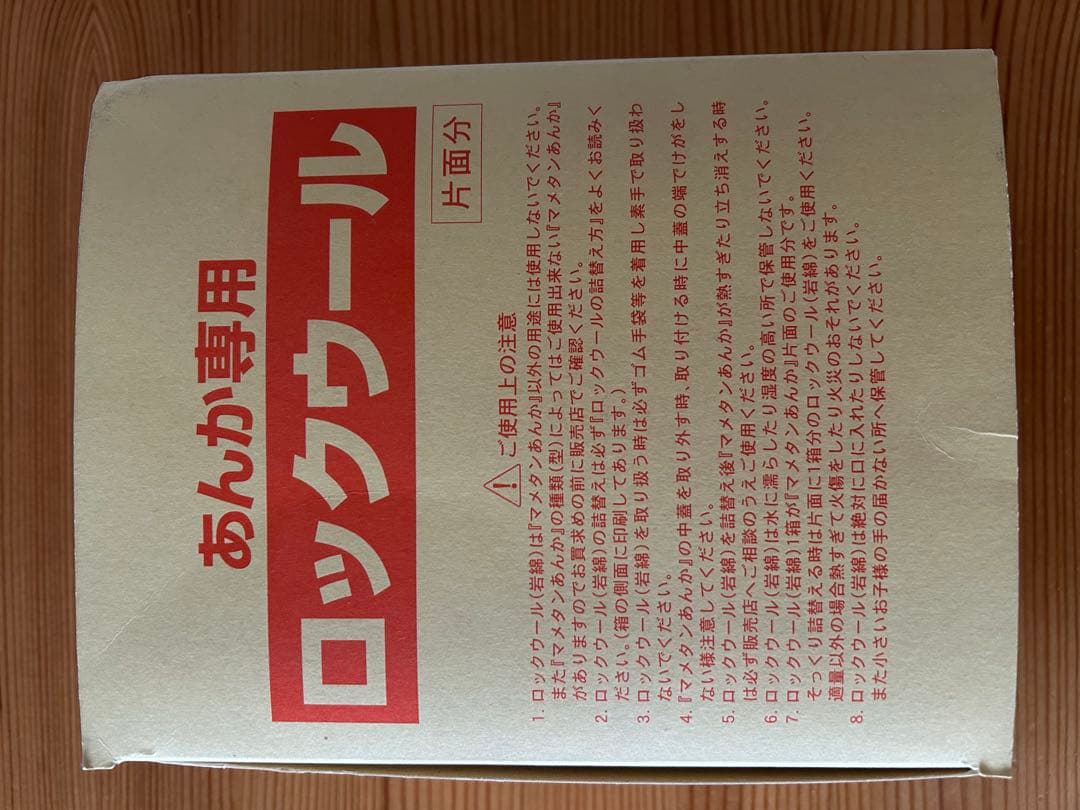 あんか専用
ロックウール
片面分
⚠ご使用上の注意
1. ロックウール(岩綿)は『マメタンあんか』以外の用途には使用しないでください。
また『マメタンあんか』の種類(型)によってはご使用出来ない『マメタンあんか』
がありますのでお買求めの前に販売店でご確認ください。
2. ロックウール(岩綿)の詰替えは必ず『ロックウールの詰替え方』をよくお読みく
ださい。(箱の側面に印刷してあります。)
3. ロックウール(岩綿)を取り扱う時は必ずゴム手袋等を着用し素手で取り扱わ
ないでください。
4. 『マメタンあんか』の中蓋を取り外す時、取り付ける時に中蓋の端でけがをし
ない様注意してください。
5. ロックウール(岩綿)を詰替え後『マメタンあんか』が熱すぎたり立ち消えする時
は必ず販売店へご相談のうえご使用ください。
6. ロックウール(岩綿)は水に濡らしたり湿度の高い所で保管しないでください。
7. ロックウール(岩綿)1箱が『マメタンあんか』片面のご使用分です。
そっくり詰替える時は片面に1箱分のロックウール(岩綿)をご使用ください。
適量以外の場合熱すぎて火傷をしたり火災のおそれがあります。
8. ロックウール(岩綿)は絶対に口に入れたりしないでください。
また小さいお子様の手の届かない所へ保管してください。